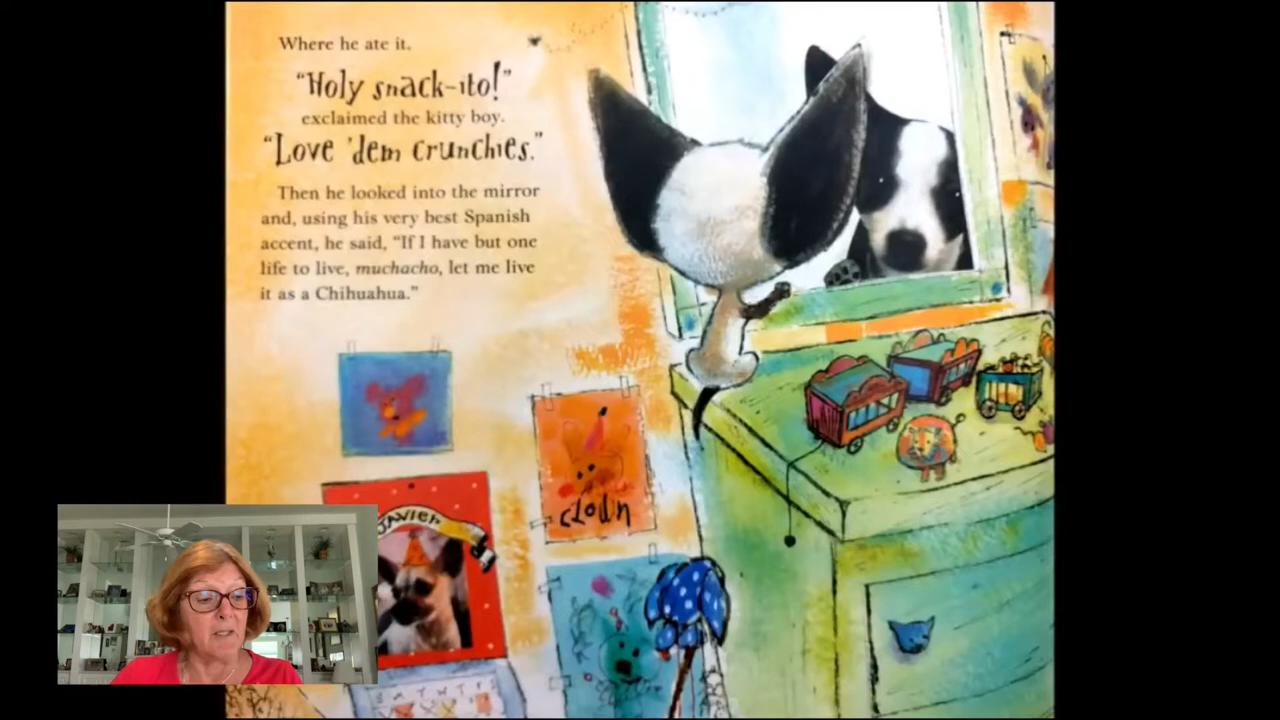 Where he ate it.
“Holy snack-ito!”
exclaimed the kitty boy.
“Love ’dem crunchies.”
Then he looked into the mirror
and, using his very best Spanish
accent, he said, “If I have but one
life to live, muchacho, let me live
it as a Chihuahua.”
JAVIER
CLOWN
S M T W T F S